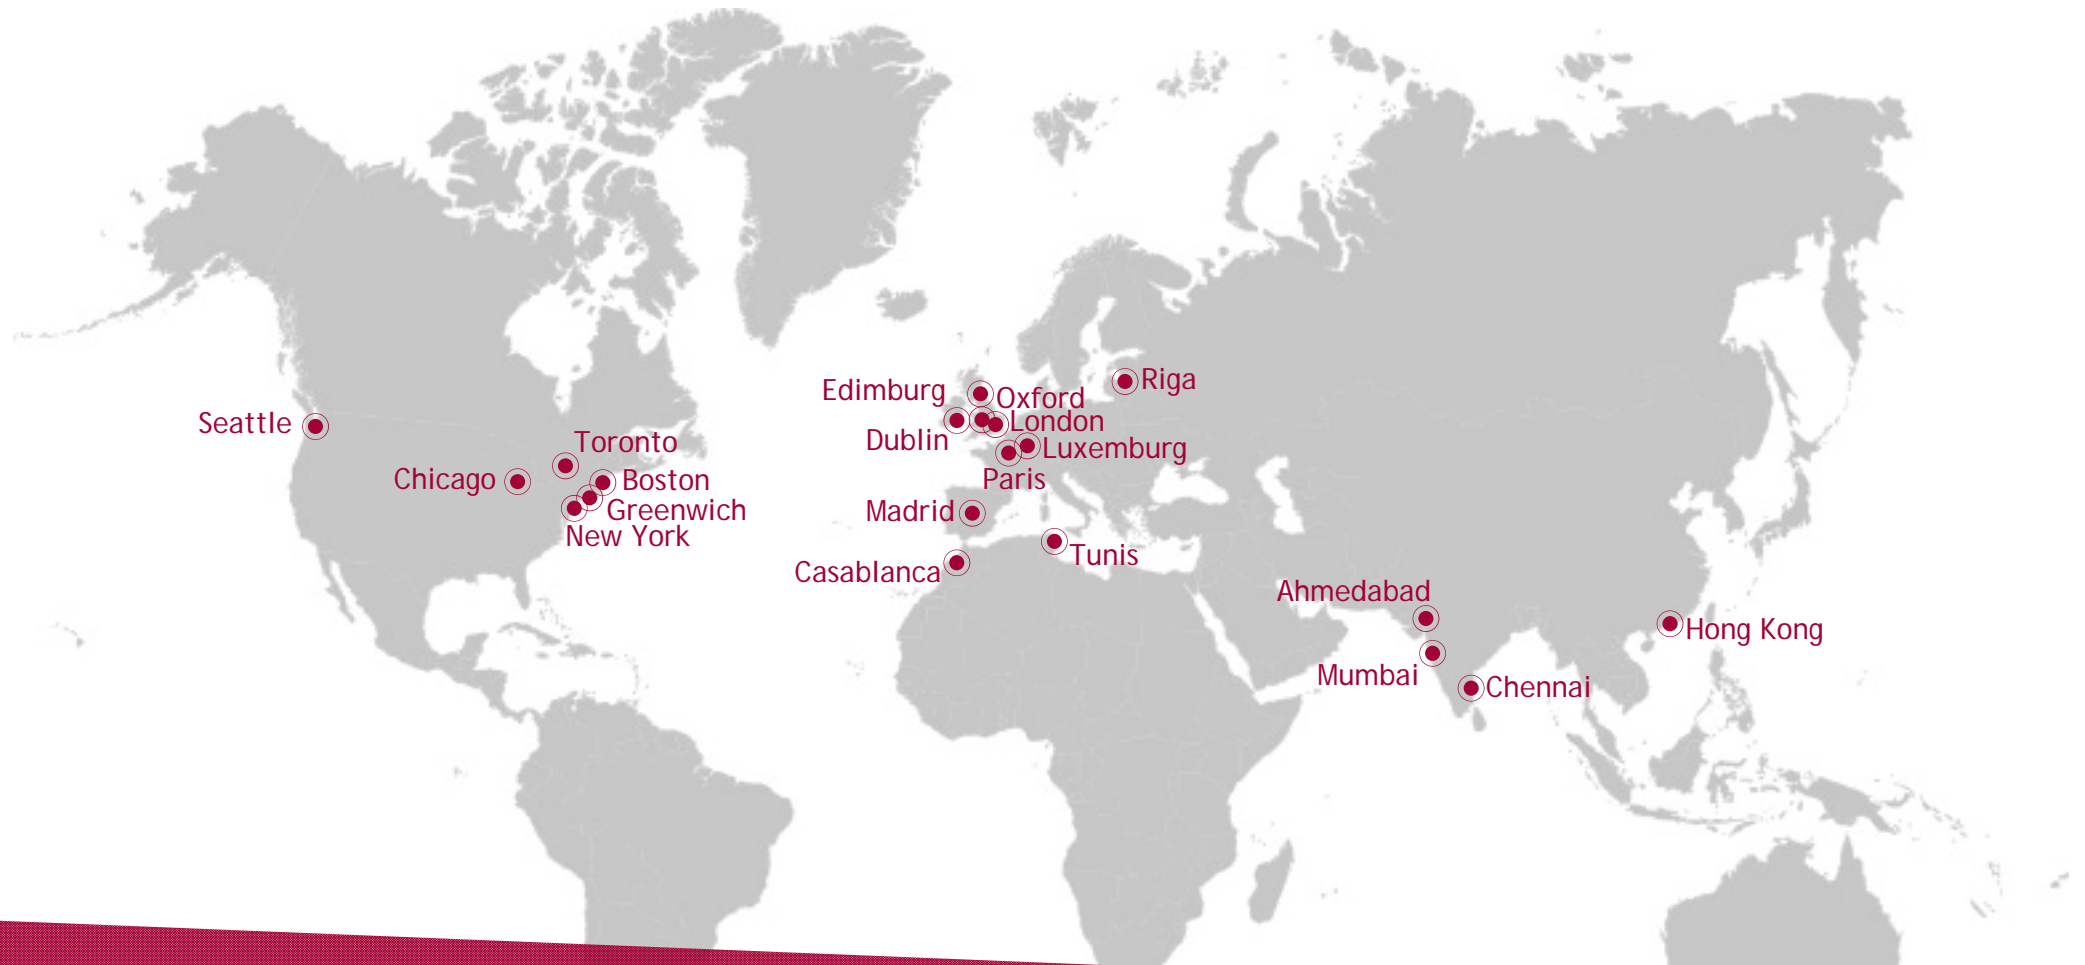 Riga
Edimburg
Oxford
London
Seattle
Dublin
Toronto
Luxemburg
Chicago
Boston
Paris
Greenwich
Madrid
New York
Tunis
Casablanca
Ahmedabad
Hong Kong
Mumbai
Chennai